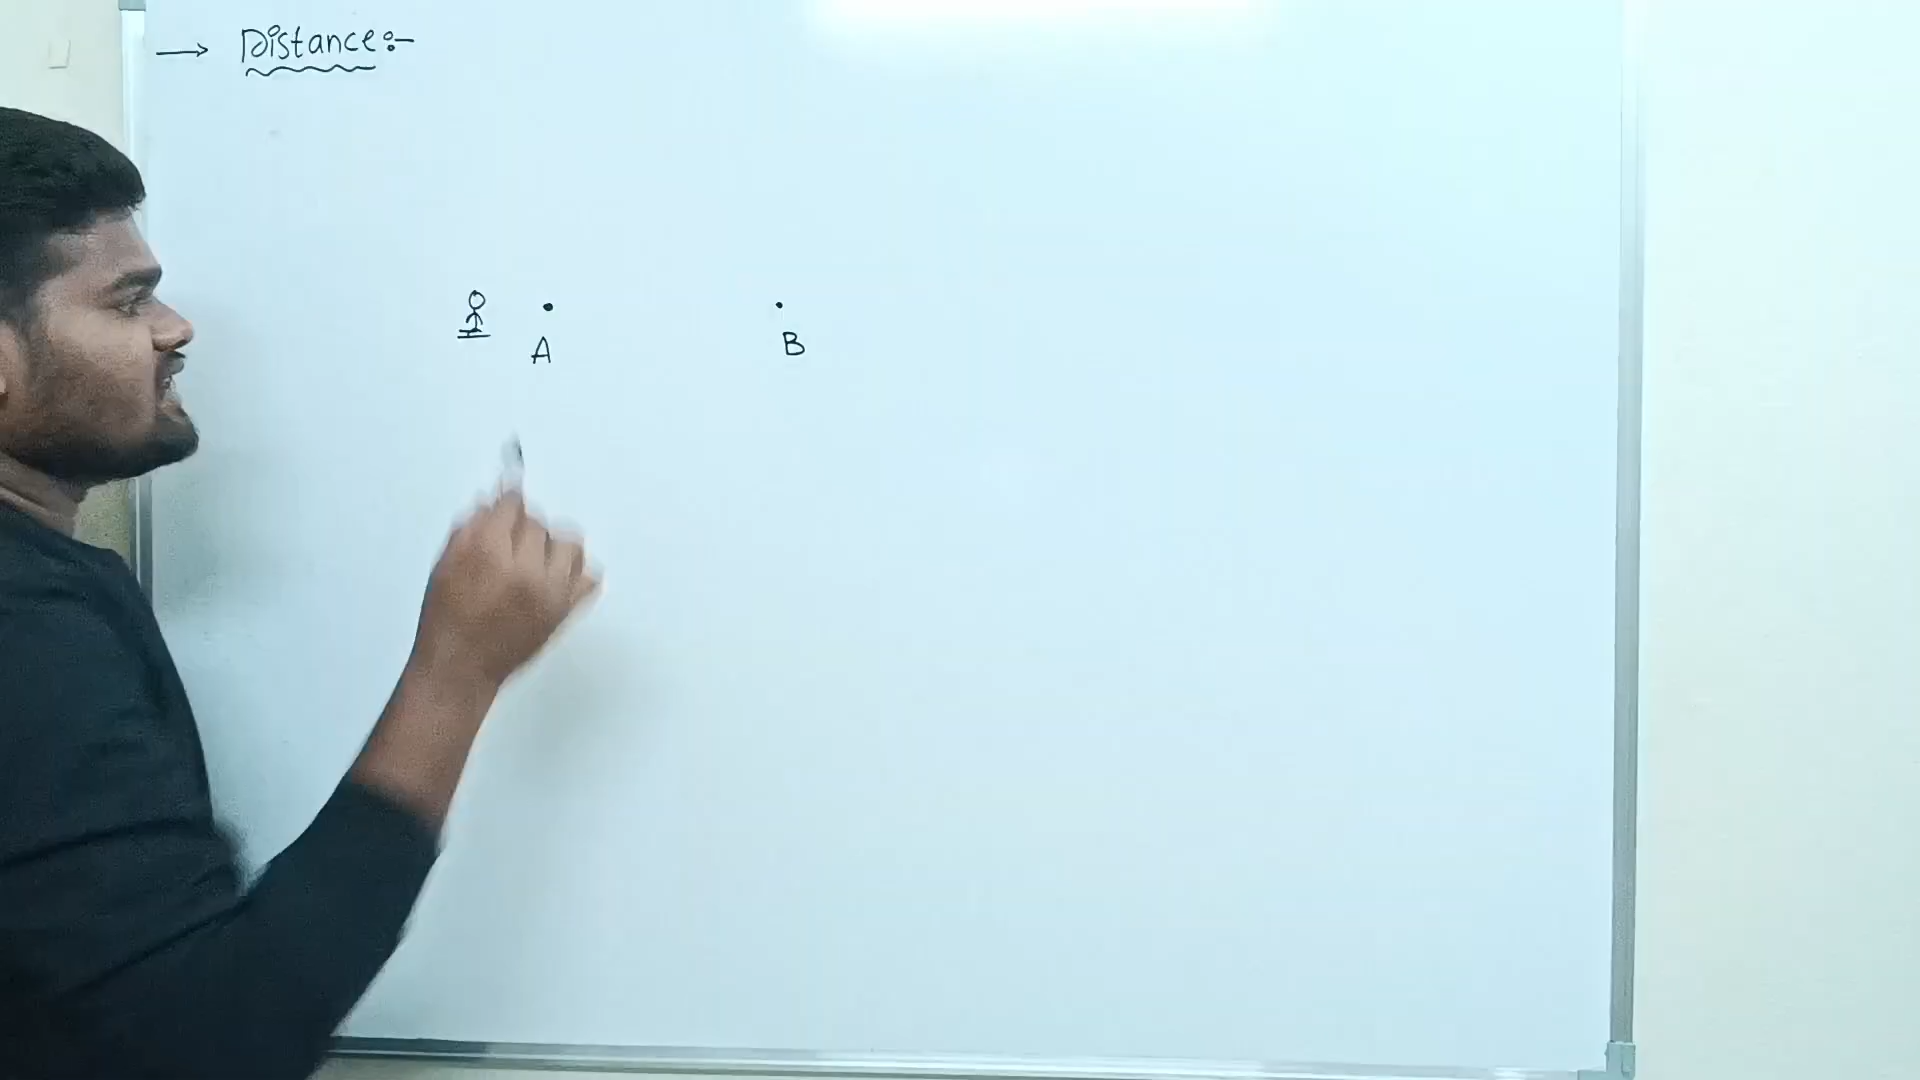 → Distance:-
A B